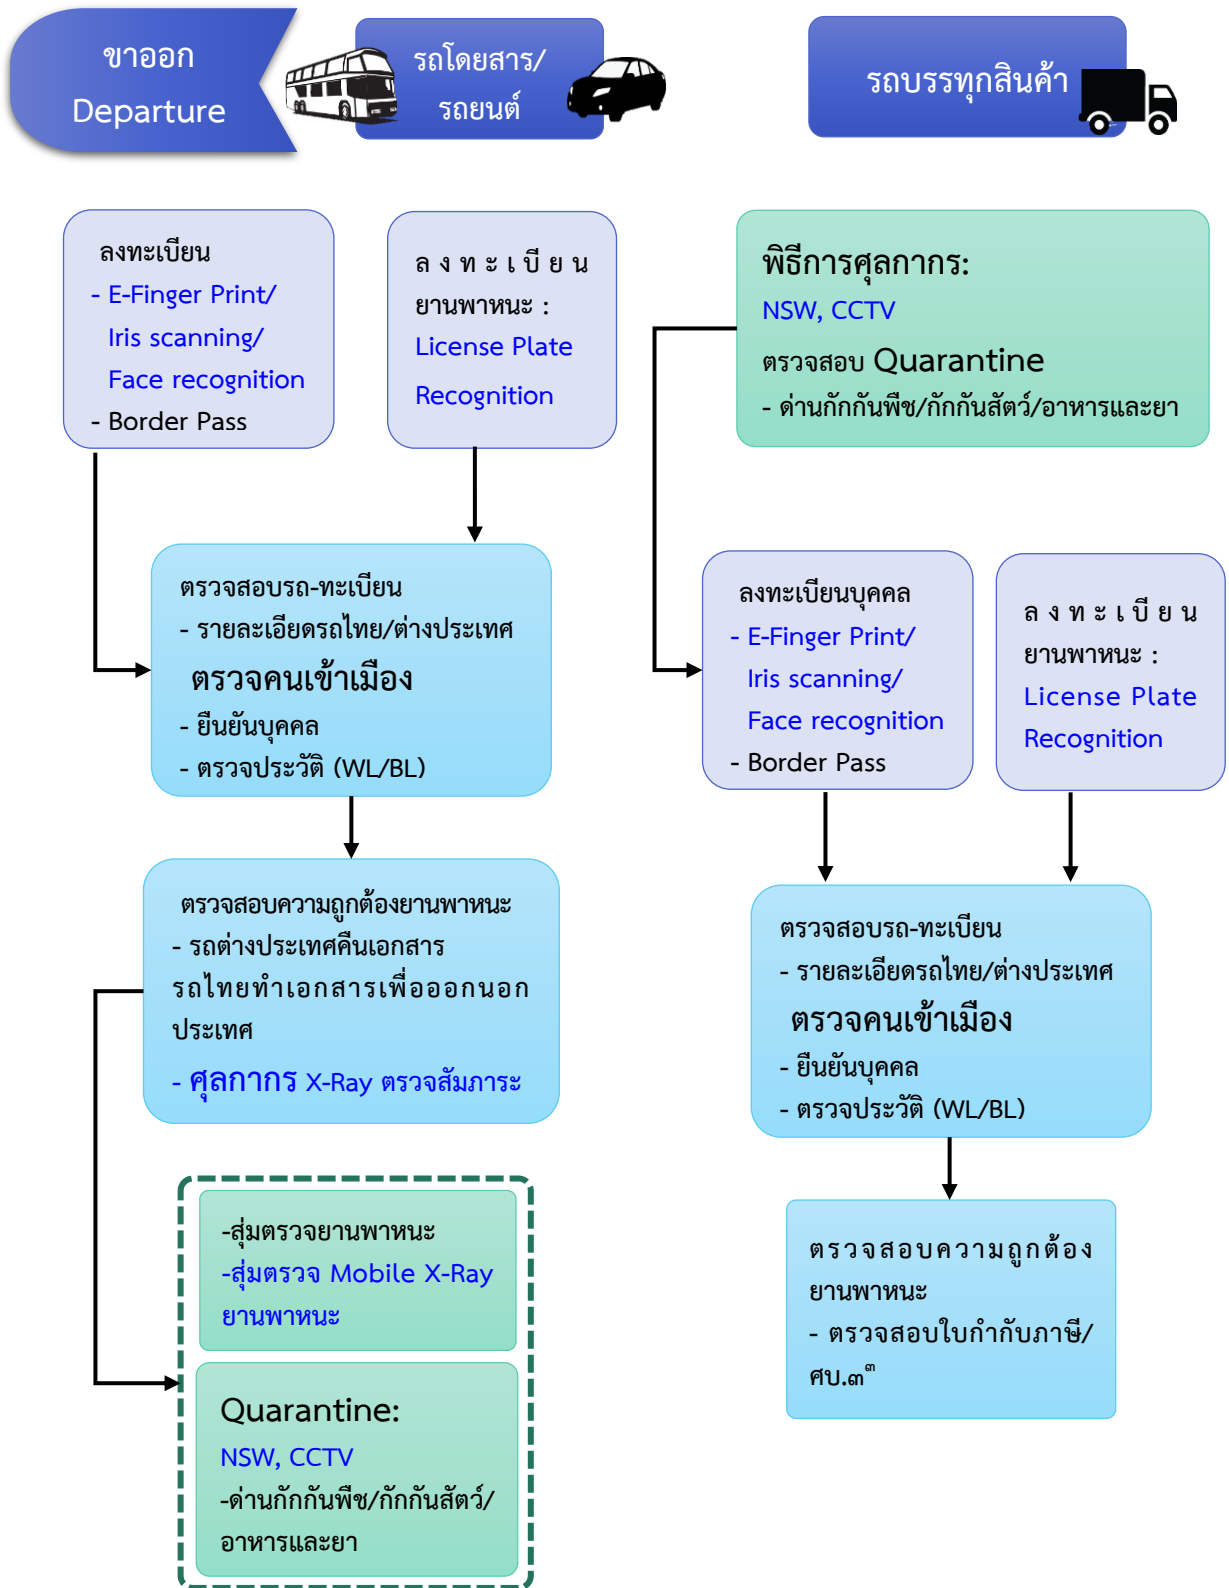 ขาออก
Departure
รถโดยสาร/
รถยนต์
รถบรรทุกสินค้า
ลงทะเบียน
- E-Finger Print/
Iris scanning/
Face recognition
- Border Pass
ลงทะเบียน
ยานพาหนะ :
License Plate
Recognition
ตรวจสอบรถ-ทะเบียน
- รายละเอียดรถไทย/ต่างประเทศ
ตรวจคนเข้าเมือง
- ยืนยันบุคคล
- ตรวจประวัติ (WL/BL)
ตรวจสอบความถูกต้องยานพาหนะ
- รถต่างประเทศคืนเอกสาร
รถไทยทำเอกสารเพื่อออกนอก
ประเทศ
- ศุลกากร X-Ray ตรวจสัมภาระ
-สุ่มตรวจยานพาหนะ
-สุ่มตรวจ Mobile X-Ray
ยานพาหนะ
Quarantine:
NSW, CCTV
-ด่านกักกันพืช/กักกันสัตว์/
อาหารและยา
พิธีการศุลกากร:
NSW, CCTV
ตรวจสอบ Quarantine
- ด่านกักกันพืช/กักกันสัตว์/อาหารและยา
ลงทะเบียนบุคคล
- E-Finger Print/
Iris scanning/
Face recognition
- Border Pass
ลงทะเบียน
ยานพาหนะ :
License Plate
Recognition
ตรวจสอบรถ-ทะเบียน
- รายละเอียดรถไทย/ต่างประเทศ
ตรวจคนเข้าเมือง
- ยืนยันบุคคล
- ตรวจประวัติ (WL/BL)
ตรวจสอบความถูกต้อง
ยานพาหนะ
- ตรวจสอบใบกำกับภาษี/
ศบ.๓๓